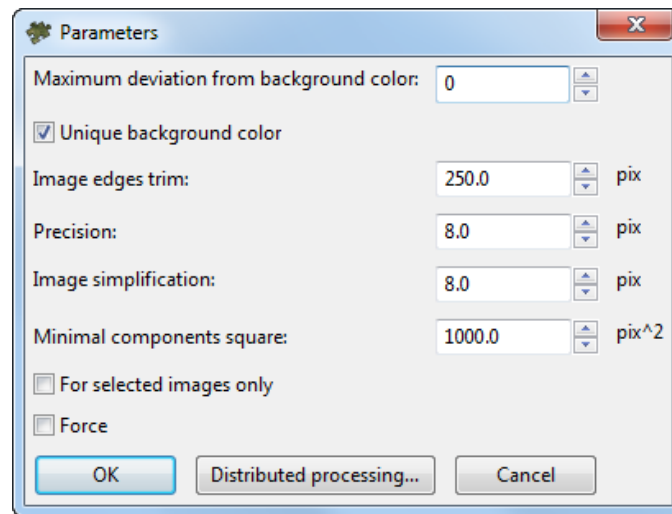 Parameters
Maximum deviation from background color: 0
Unique background color
Image edges trim: 250.0 pix
Precision: 8.0 pix
Image simplification: 8.0 pix
Minimal components square: 1000.0 pix^2
For selected images only
Force
OK Distributed processing... Cancel